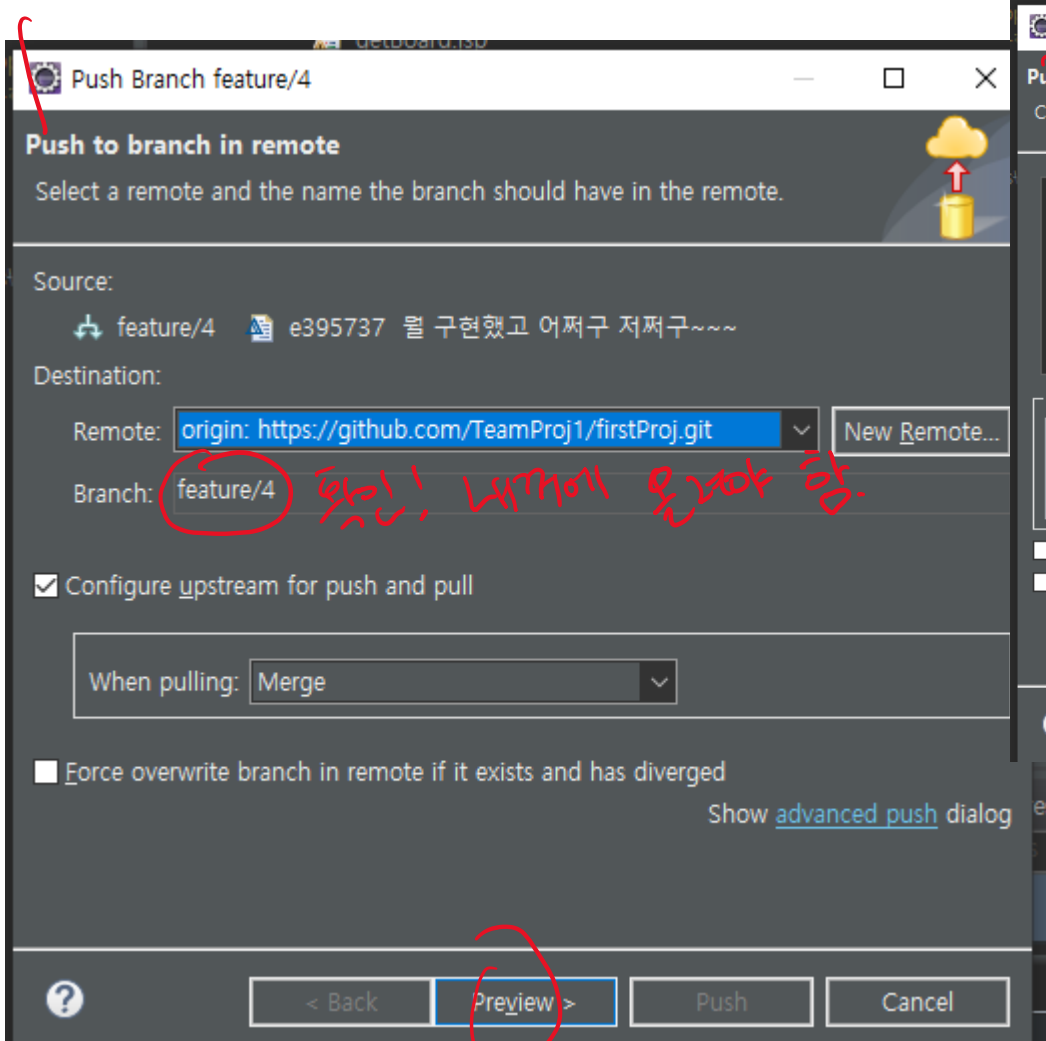 getBoard.jsp
Push Branch feature/4
Push to branch in remote
Select a remote and the name the branch should have in the remote.
Source:
feature/4 e395737 뭘 구현했고 어쩌구 저쩌구~~~
Destination:
Remote: origin: https://github.com/TeamProj1/firstProj.git New Remote...
Branch: feature/4 확인! 내꺼에 올려야 함.
Configure upstream for push and pull
When pulling: Merge
Force overwrite branch in remote if it exists and has diverged
Show advanced push dialog
< Back Preview > Push Cancel